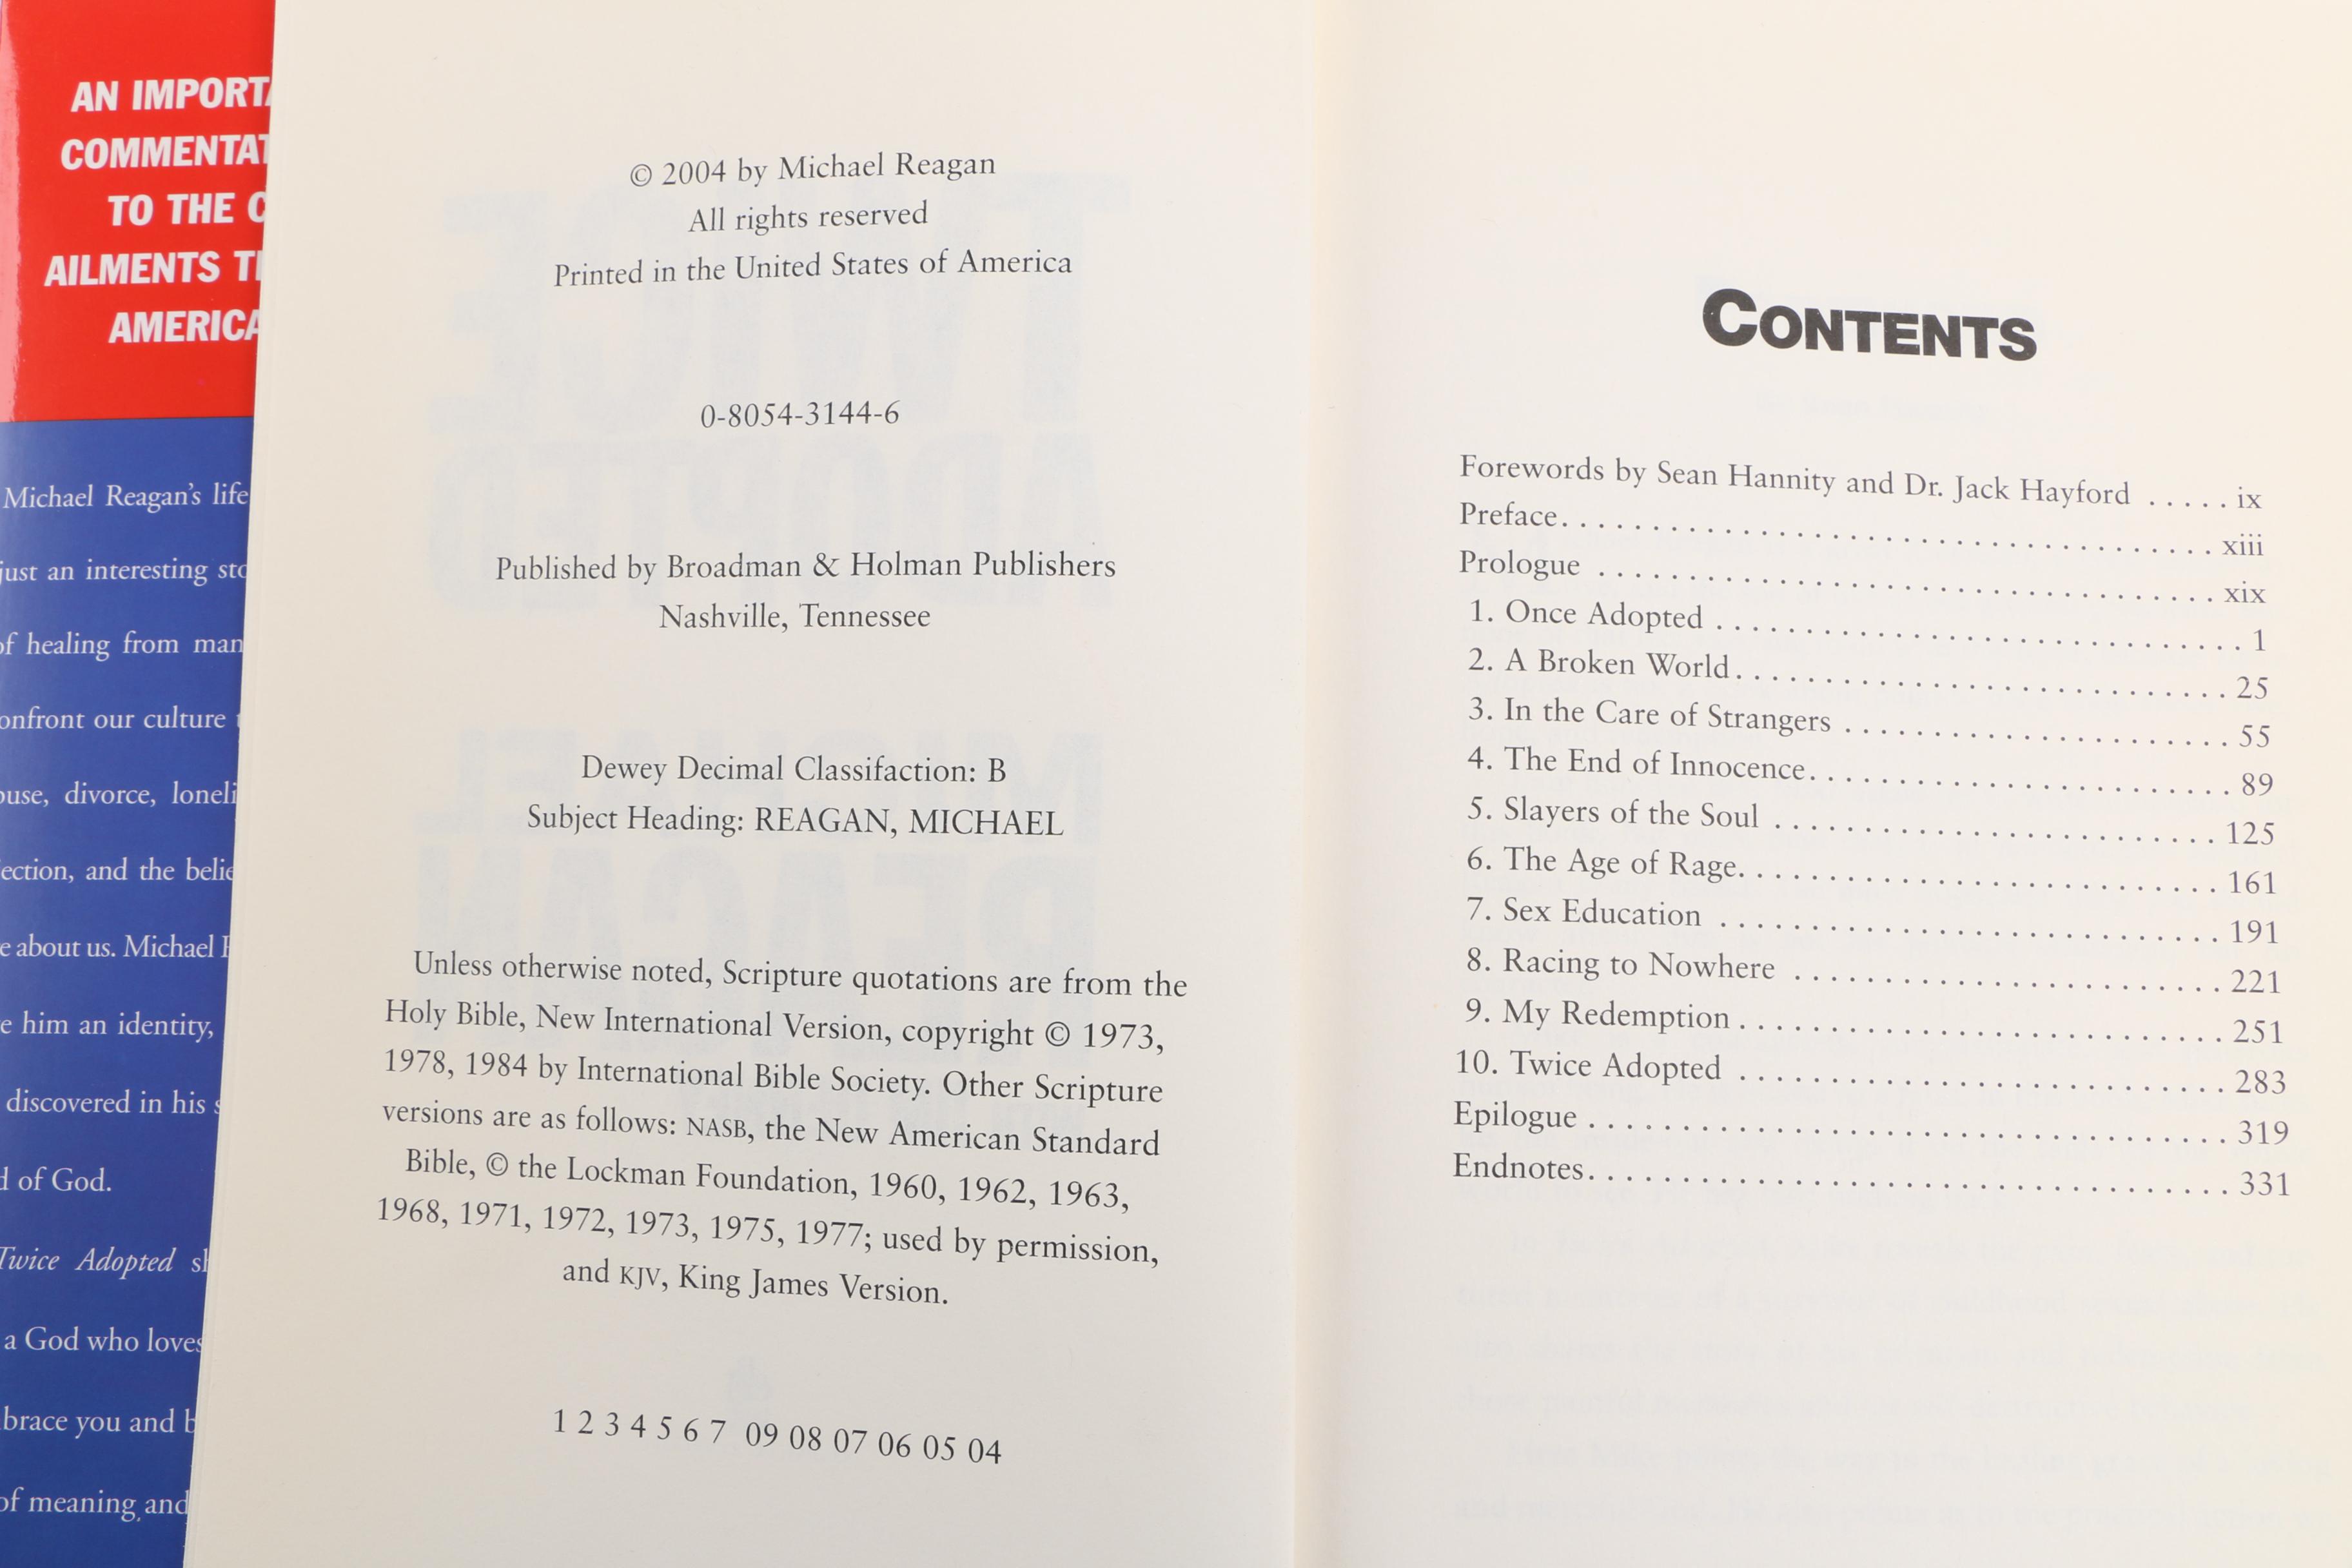 AN IMPORTA
COMMENTAT
TO THE C
AILMENTS T
AMERICA
Michael Reagan's life
just an interesting sto
of healing from man
onfront our culture
ouse, divorce, loneli
ection, and the belie
e about us. Michael R
e him an identity,
discovered in his s
d of God.
Twice Adopted sh
a God who loves
brace you and b
of meaning and
© 2004 by Michael Reagan
All rights reserved
Printed in the United States of America
0-8054-3144-6
Published by Broadman & Holman Publishers
Nashville, Tennessee
Dewey Decimal Classifaction: B
Subject Heading: REAGAN, MICHAEL
Unless otherwise noted, Scripture quotations are from the
Holy Bible, New International Version, copyright © 1973,
1978, 1984 by International Bible Society. Other Scripture
versions are as follows: NASB, the New American Standard
Bible, © the Lockman Foundation, 1960, 1962, 1963,
1968, 1971, 1972, 1973, 1975, 1977; used by permission,
and KJV, King James Version.
1 2 3 4 5 6 7 09 08 07 06 05 04
CONTENTS
Forewords by Sean Hannity and Dr. Jack Hayford . . . . . ix
Preface. . . . . . . . . . . . . . . . . . . . . . . . . . . . . . . . . . . . . xiii
Prologue . . . . . . . . . . . . . . . . . . . . . . . . . . . . . . . . . . . xix
1. Once Adopted . . . . . . . . . . . . . . . . . . . . . . . . . . . . . . 1
2. A Broken World. . . . . . . . . . . . . . . . . . . . . . . . . . . . 25
3. In the Care of Strangers . . . . . . . . . . . . . . . . . . . . . . 55
4. The End of Innocence. . . . . . . . . . . . . . . . . . . . . . . . 89
5. Slayers of the Soul . . . . . . . . . . . . . . . . . . . . . . . . . 125
6. The Age of Rage. . . . . . . . . . . . . . . . . . . . . . . . . . . 161
7. Sex Education . . . . . . . . . . . . . . . . . . . . . . . . . . . . 191
8. Racing to Nowhere . . . . . . . . . . . . . . . . . . . . . . . . 221
9. My Redemption . . . . . . . . . . . . . . . . . . . . . . . . . . . 251
10. Twice Adopted . . . . . . . . . . . . . . . . . . . . . . . . . . . 283
Epilogue . . . . . . . . . . . . . . . . . . . . . . . . . . . . . . . . . . . 319
Endnotes. . . . . . . . . . . . . . . . . . . . . . . . . . . . . . . . . . . 331